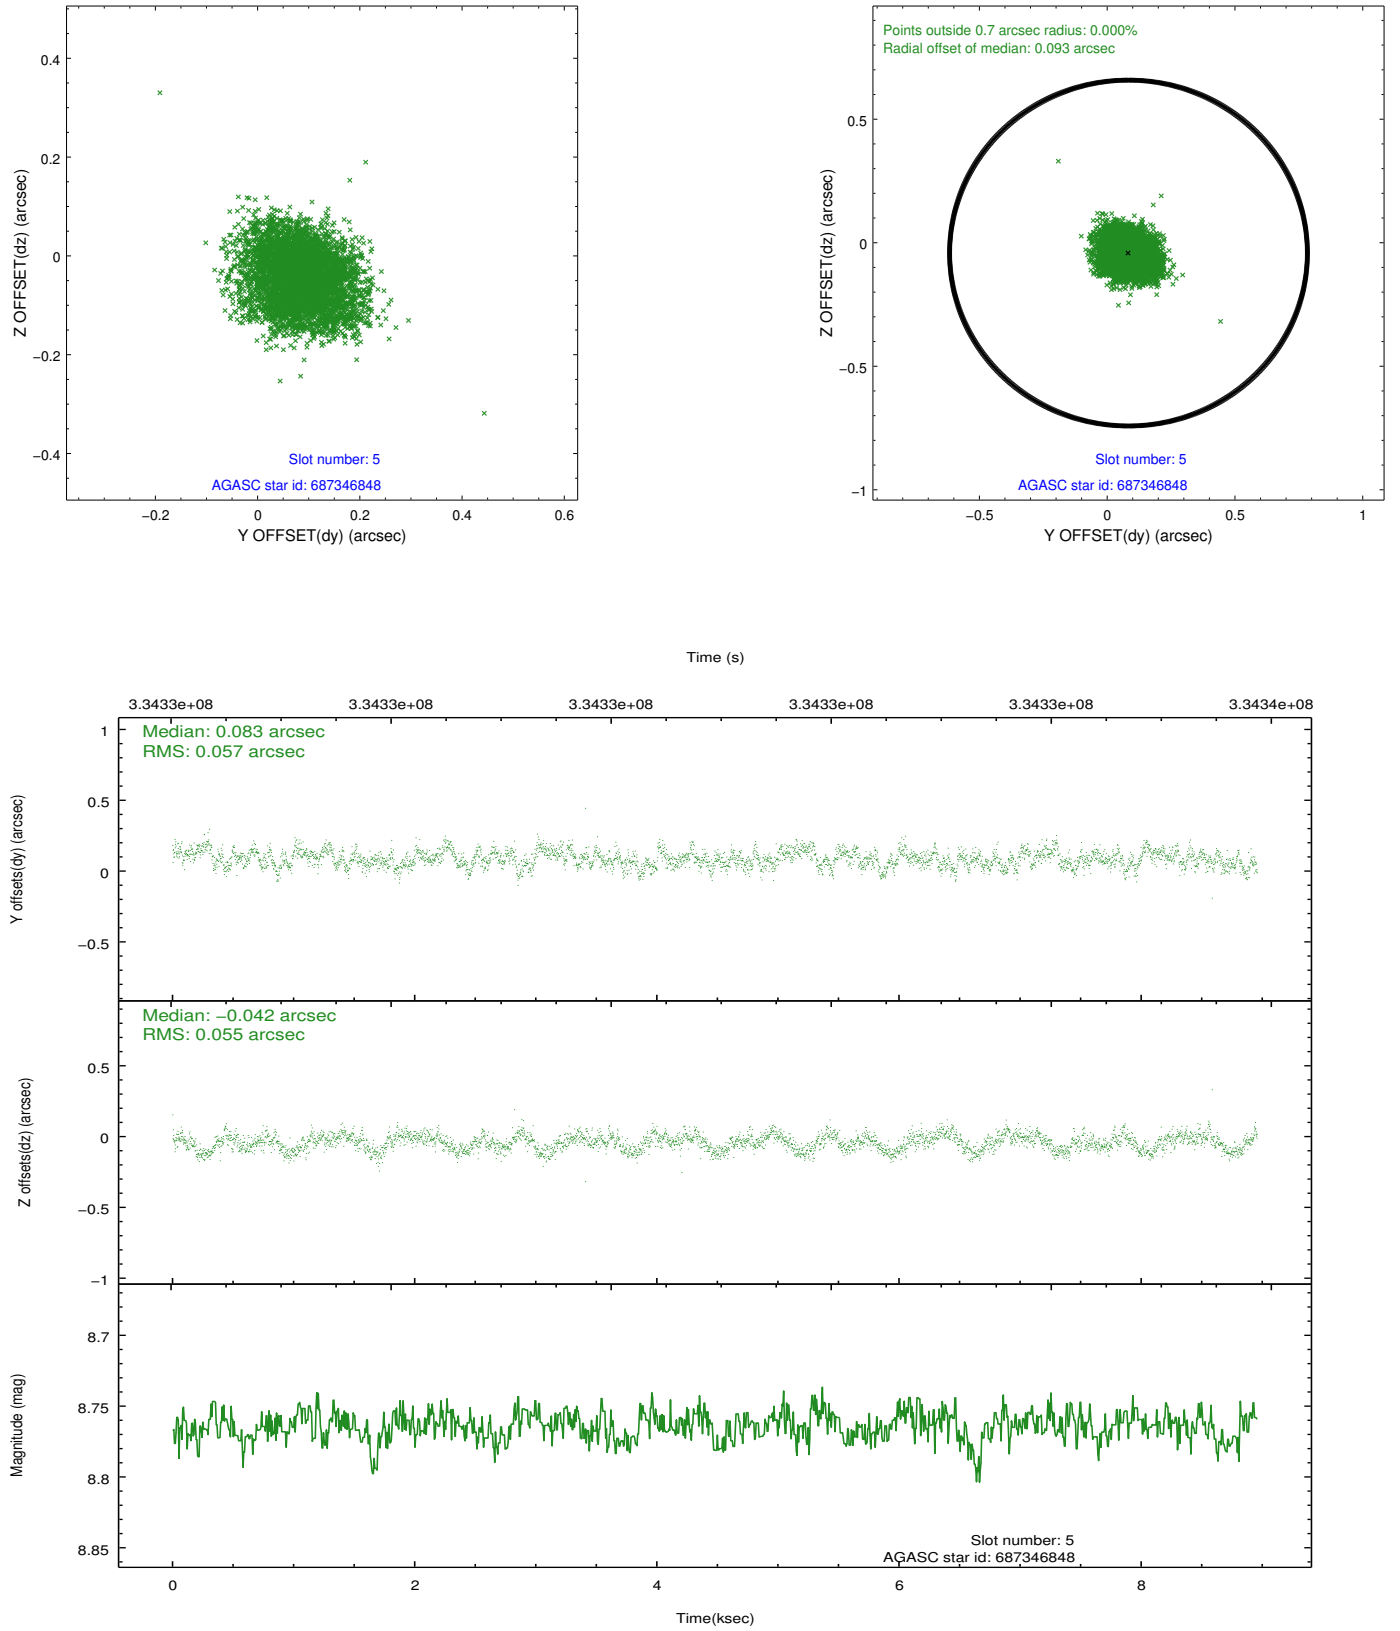 0.4
0.2
0
−0.2
−0.4
Z OFFSET(dz) (arcsec)
Slot number: 5
AGASC star id: 687346848
−0.2 0 0.2 0.4 0.6
Y OFFSET(dy) (arcsec)
Points outside 0.7 arcsec radius: 0.000%
Radial offset of median: 0.093 arcsec
0.5
0
−0.5
−1
Z OFFSET(dz) (arcsec)
Slot number: 5
AGASC star id: 687346848
−0.5 0 0.5 1
Y OFFSET(dy) (arcsec)
Time (s)
3.3433e+08 3.3433e+08 3.3433e+08 3.3433e+08 3.3433e+08 3.3434e+08
Median: 0.083 arcsec
RMS: 0.057 arcsec
1
0.5
0
−0.5
Y offsets(dy) (arcsec)
Median: −0.042 arcsec
RMS: 0.055 arcsec
0.5
0
−0.5
−1
Z offsets(dz) (arcsec)
8.7
8.75
8.8
8.85
Magnitude (mag)
Slot number: 5
AGASC star id: 687346848
0 2 4 6 8
Time(ksec)